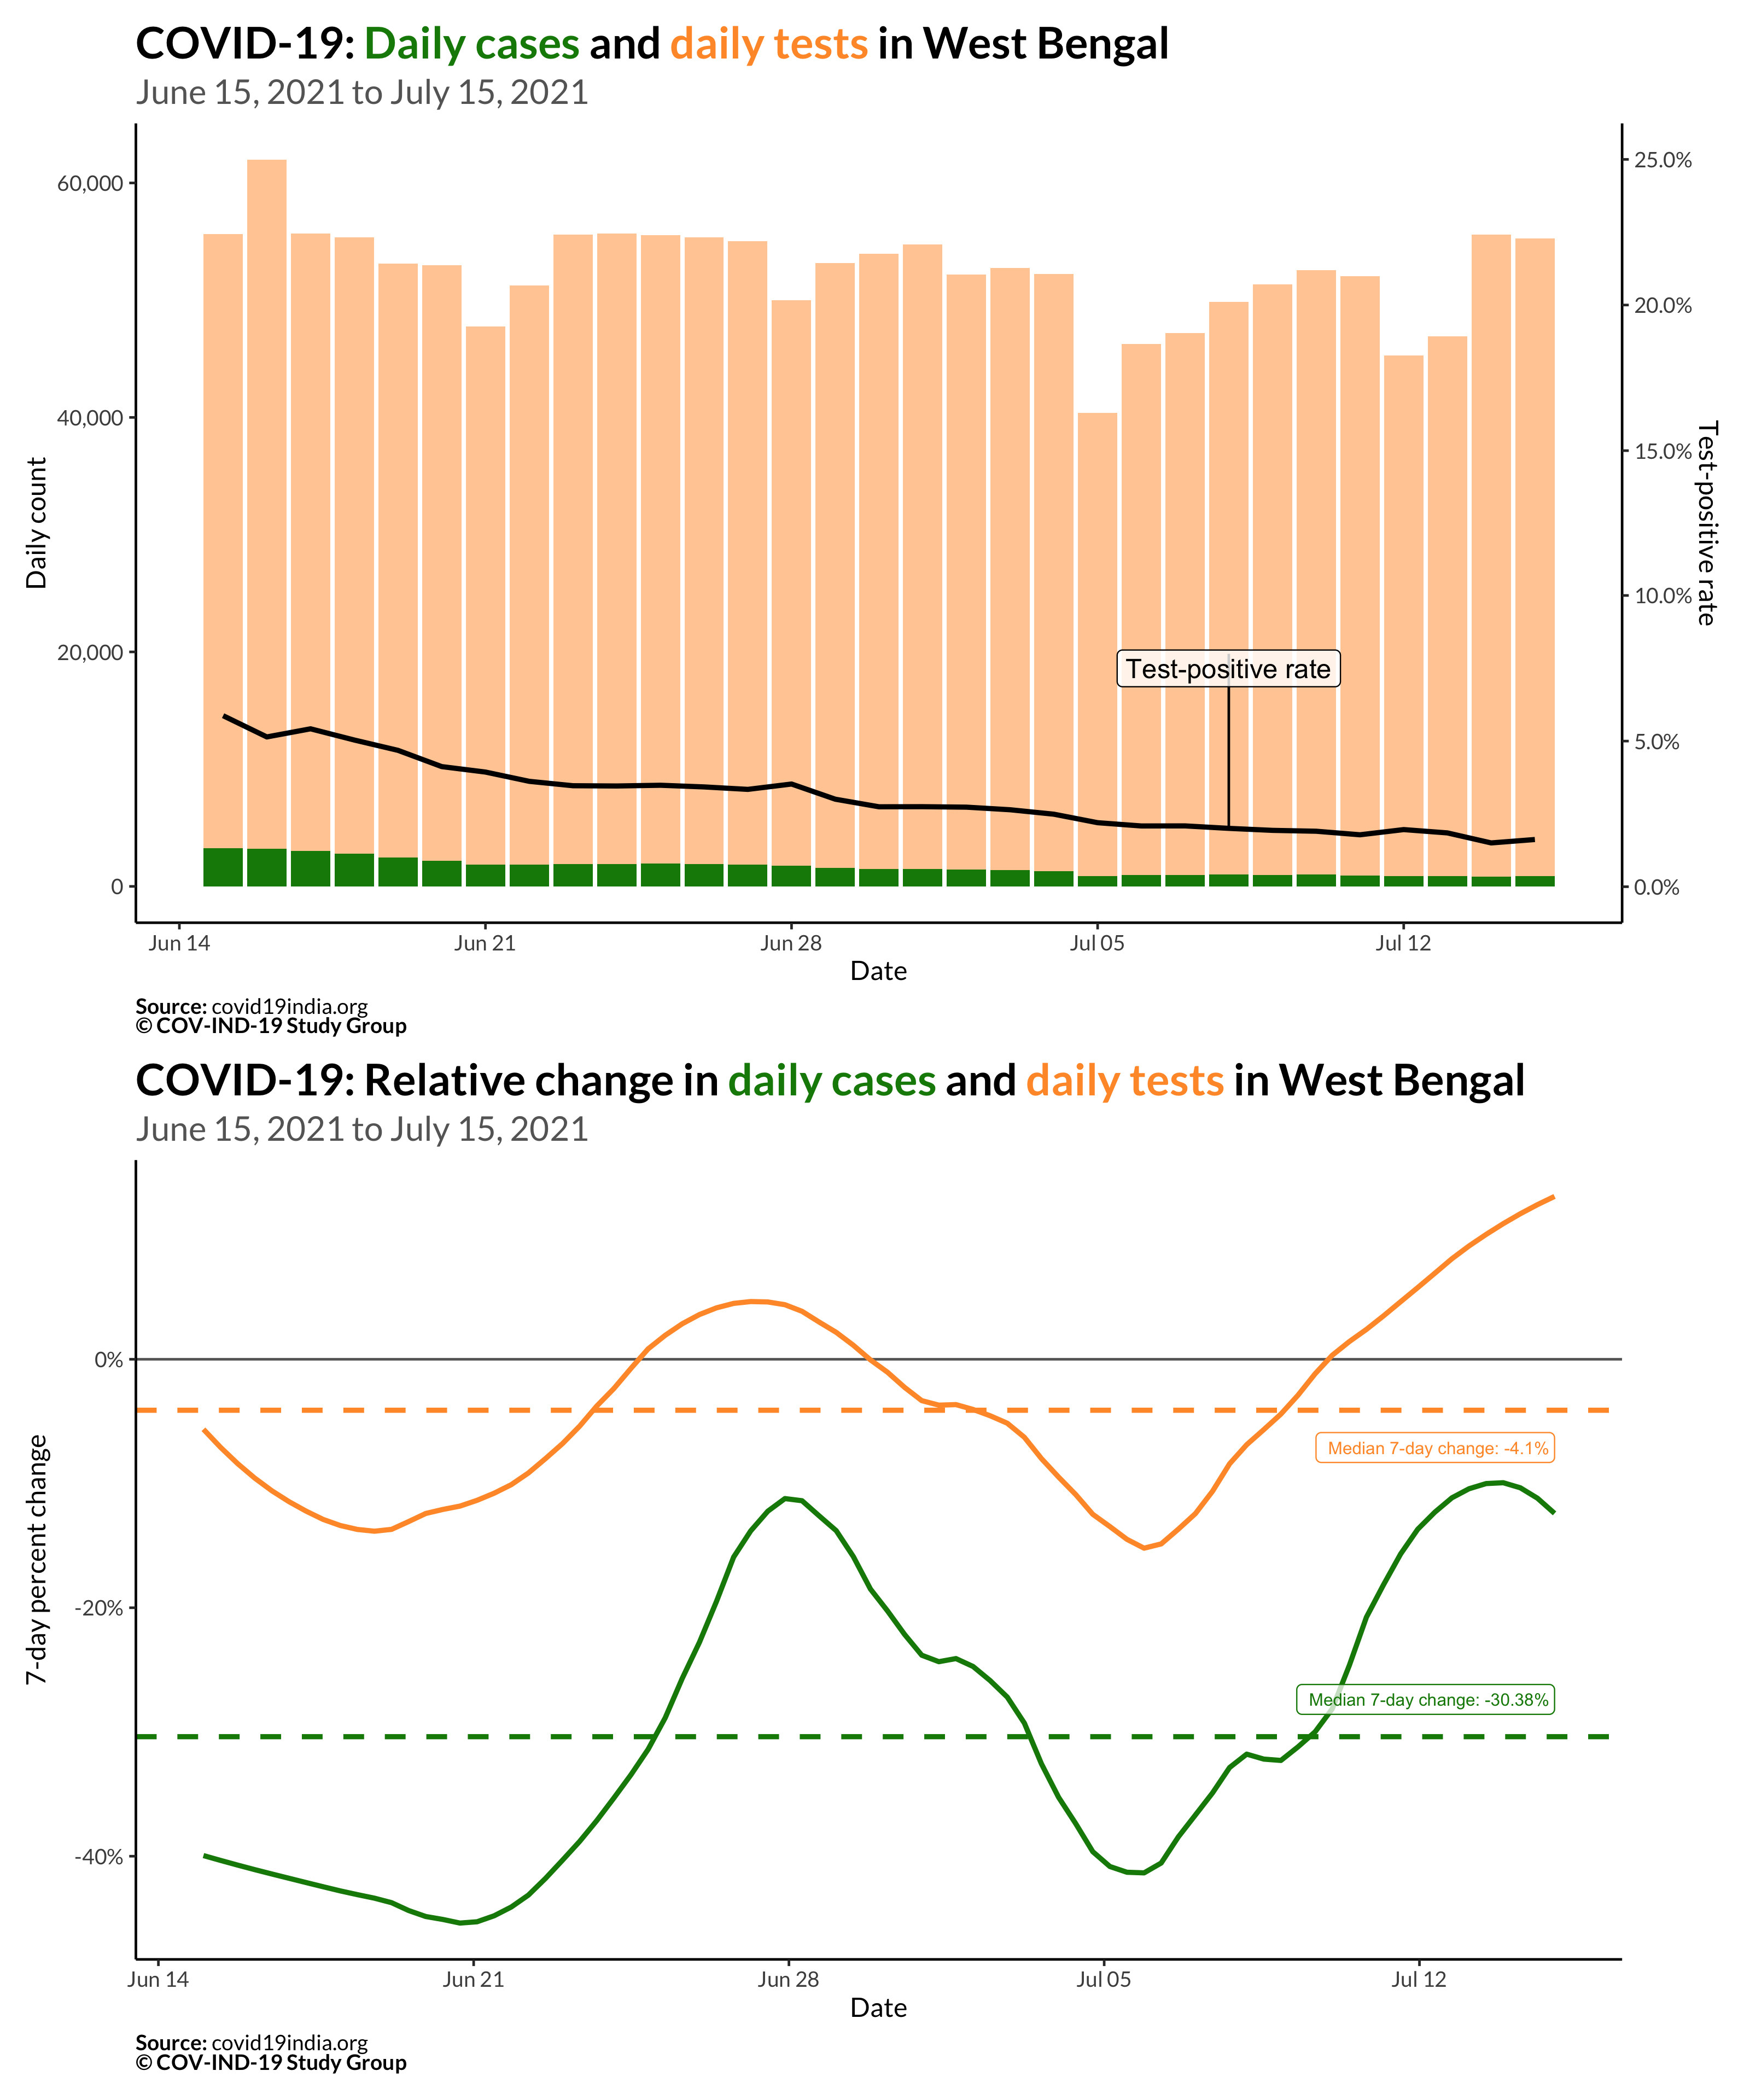 COVID-19: Daily cases and daily tests in West Bengal
June 15, 2021 to July 15, 2021
60,000
40,000
20,000
0
Daily count
25.0%
20.0%
15.0%
10.0%
5.0%
0.0%
Test-positive rate
Test-positive rate
Jun 14
Jun 21
Jun 28
Jul 05
Jul 12
Date
Source: covid19india.org
© COV-IND-19 Study Group
COVID-19: Relative change in daily cases and daily tests in West Bengal
June 15, 2021 to July 15, 2021
0%
-20%
-40%
7-day percent change
Median 7-day change: -4.1%
Median 7-day change: -30.38%
Jun 14
Jun 21
Jun 28
Jul 05
Jul 12
Date
Source: covid19india.org
© COV-IND-19 Study Group